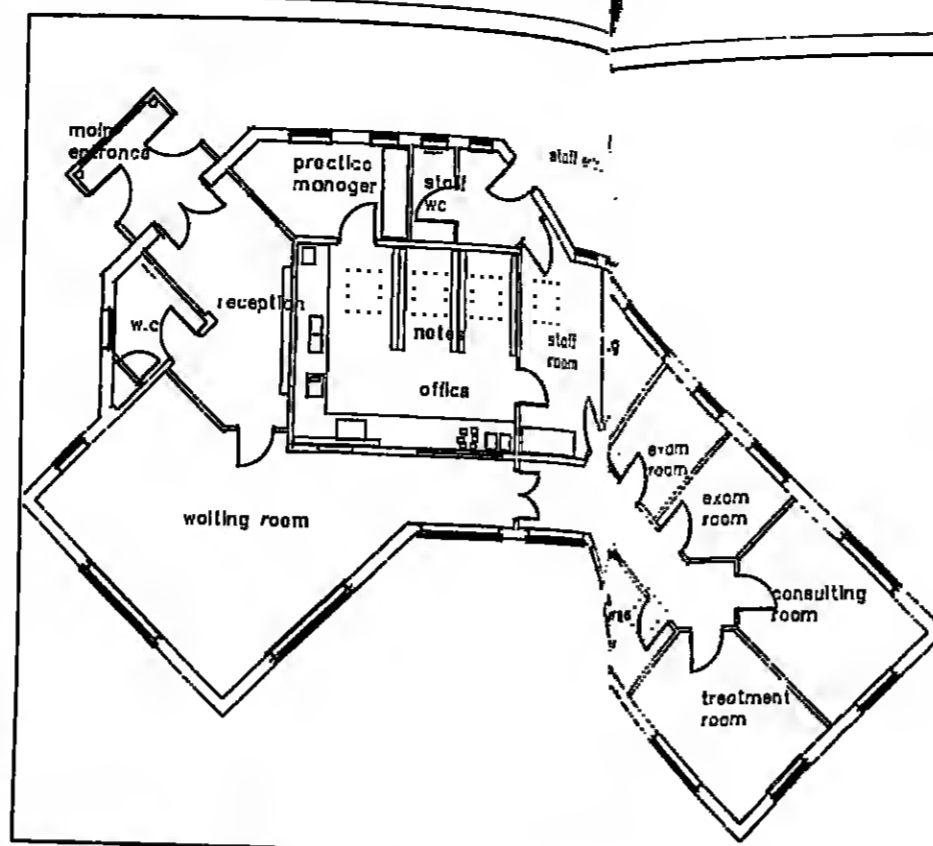 main
entrance
practice
manager
staff
wc
staff
reception
w.c
notes
staff
room
office
exam
room
exam
room
waiting room
consulting
room
treatment
room